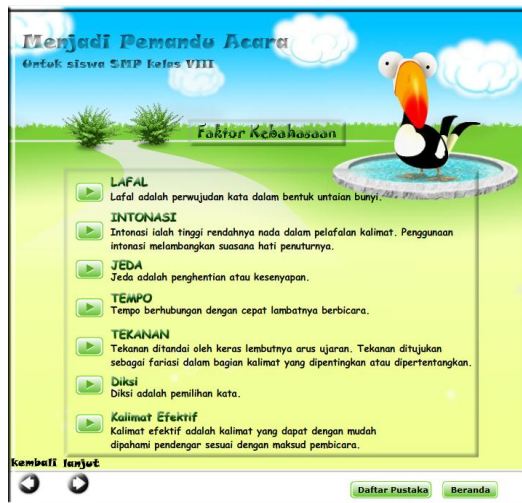 Menjadi Pemandu Acara
Untuk siswa SMP kelas VIII
Faktor Kebahasaan
LAFAL
Lafal adalah perwujudan kata dalam bentuk untaian bunyi.
INTONASI
Intonasi ialah tinggi rendahnya nada dalam pelafalan kalimat. Penggunaan
intonasi melambangkan suasana hati penuturnya.
JEDA
Jeda adalah penghentian atau kesenyapan.
TEMPO
Tempo berhubungan dengan cepat lambatnya berbicara.
TEKANAN
Tekanan ditandai oleh keras lembutnya arus ujaran. Tekanan ditujukan
sebagai fariasi dalam bagian kalimat yang dipentingkan atau dipertentangkan.
Diksi
Diksi adalah pemilihan kata.
Kalimat Efektif
Kalimat efektif adalah kalimat yang dapat dengan mudah
dipahami pendengar sesuai dengan maksud pembicara.
kembali lanjut
Daftar Pustaka Beranda